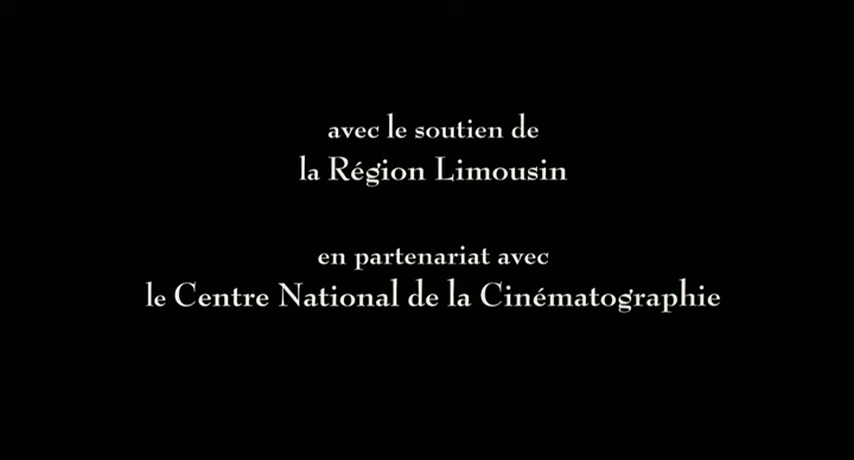 avec le soutien de
la Région Limousin
en partenariat avec
le Centre National de la Cinématographie